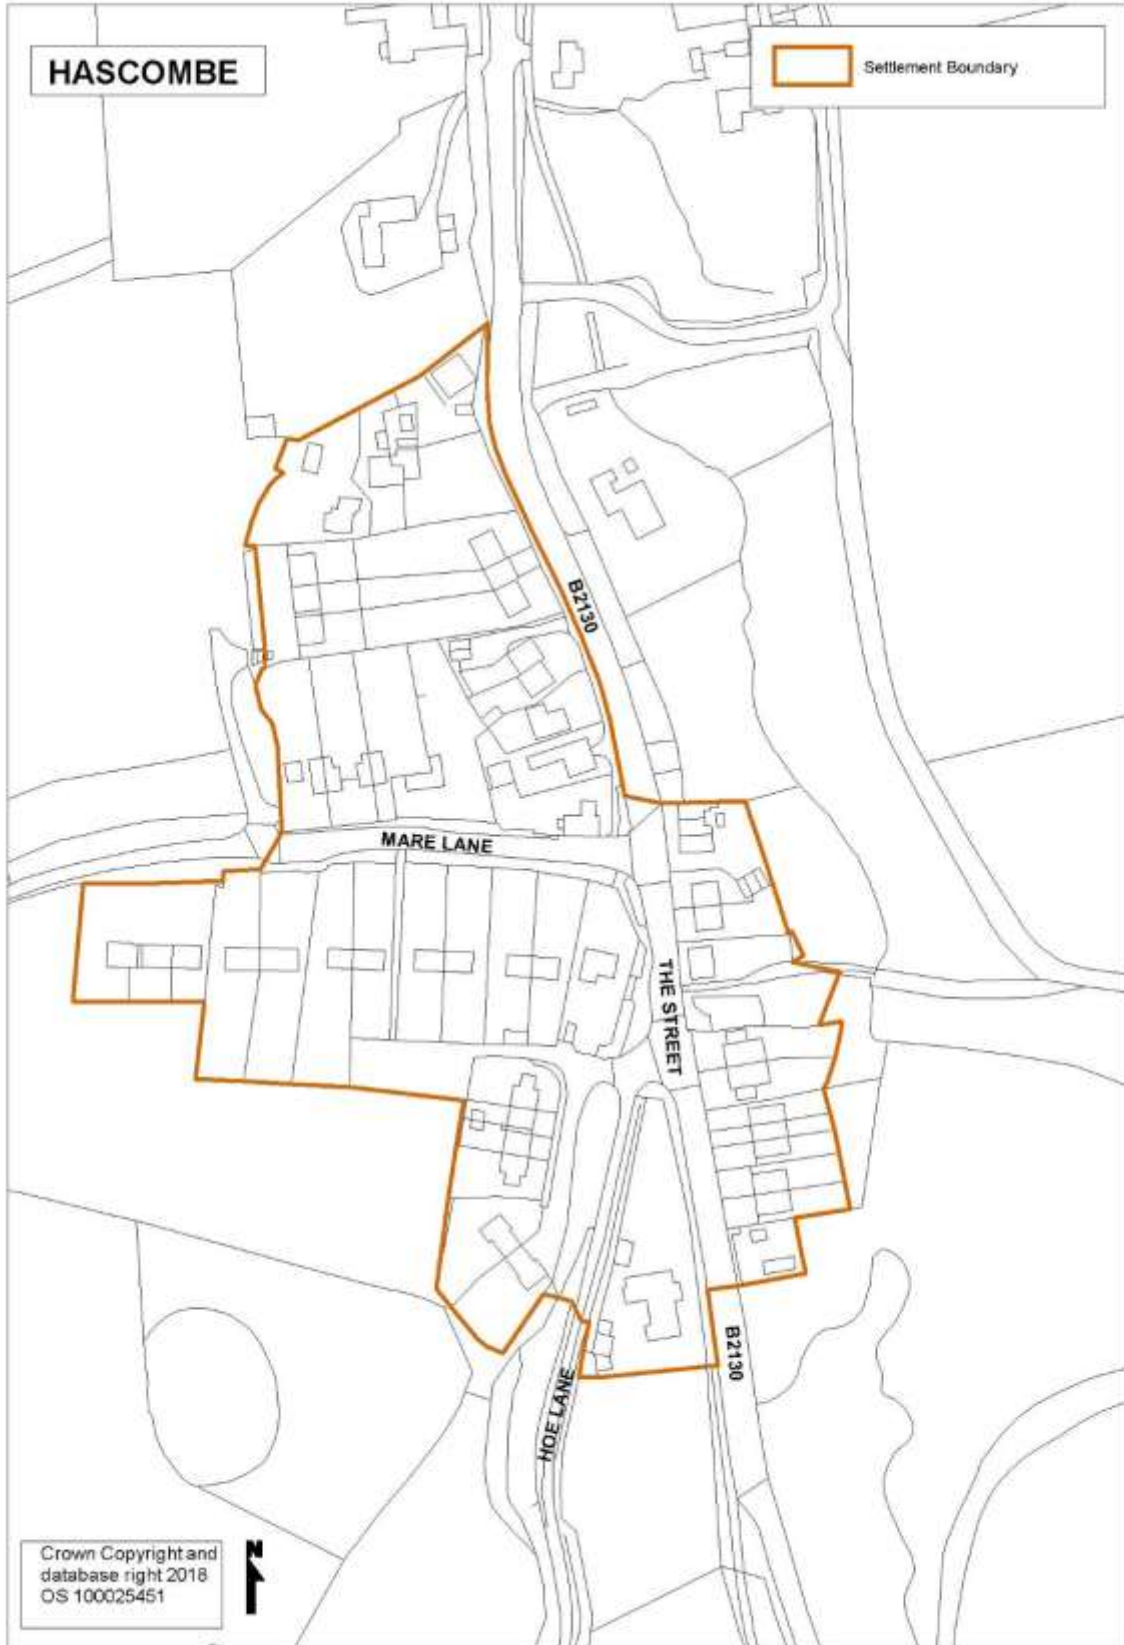 HASCOMBE
Settlement Boundary
B2130
MARE LANE
THE STREET
B2130
HOE LANE
Crown Copyright and
database right 2018
OS 100025451
N